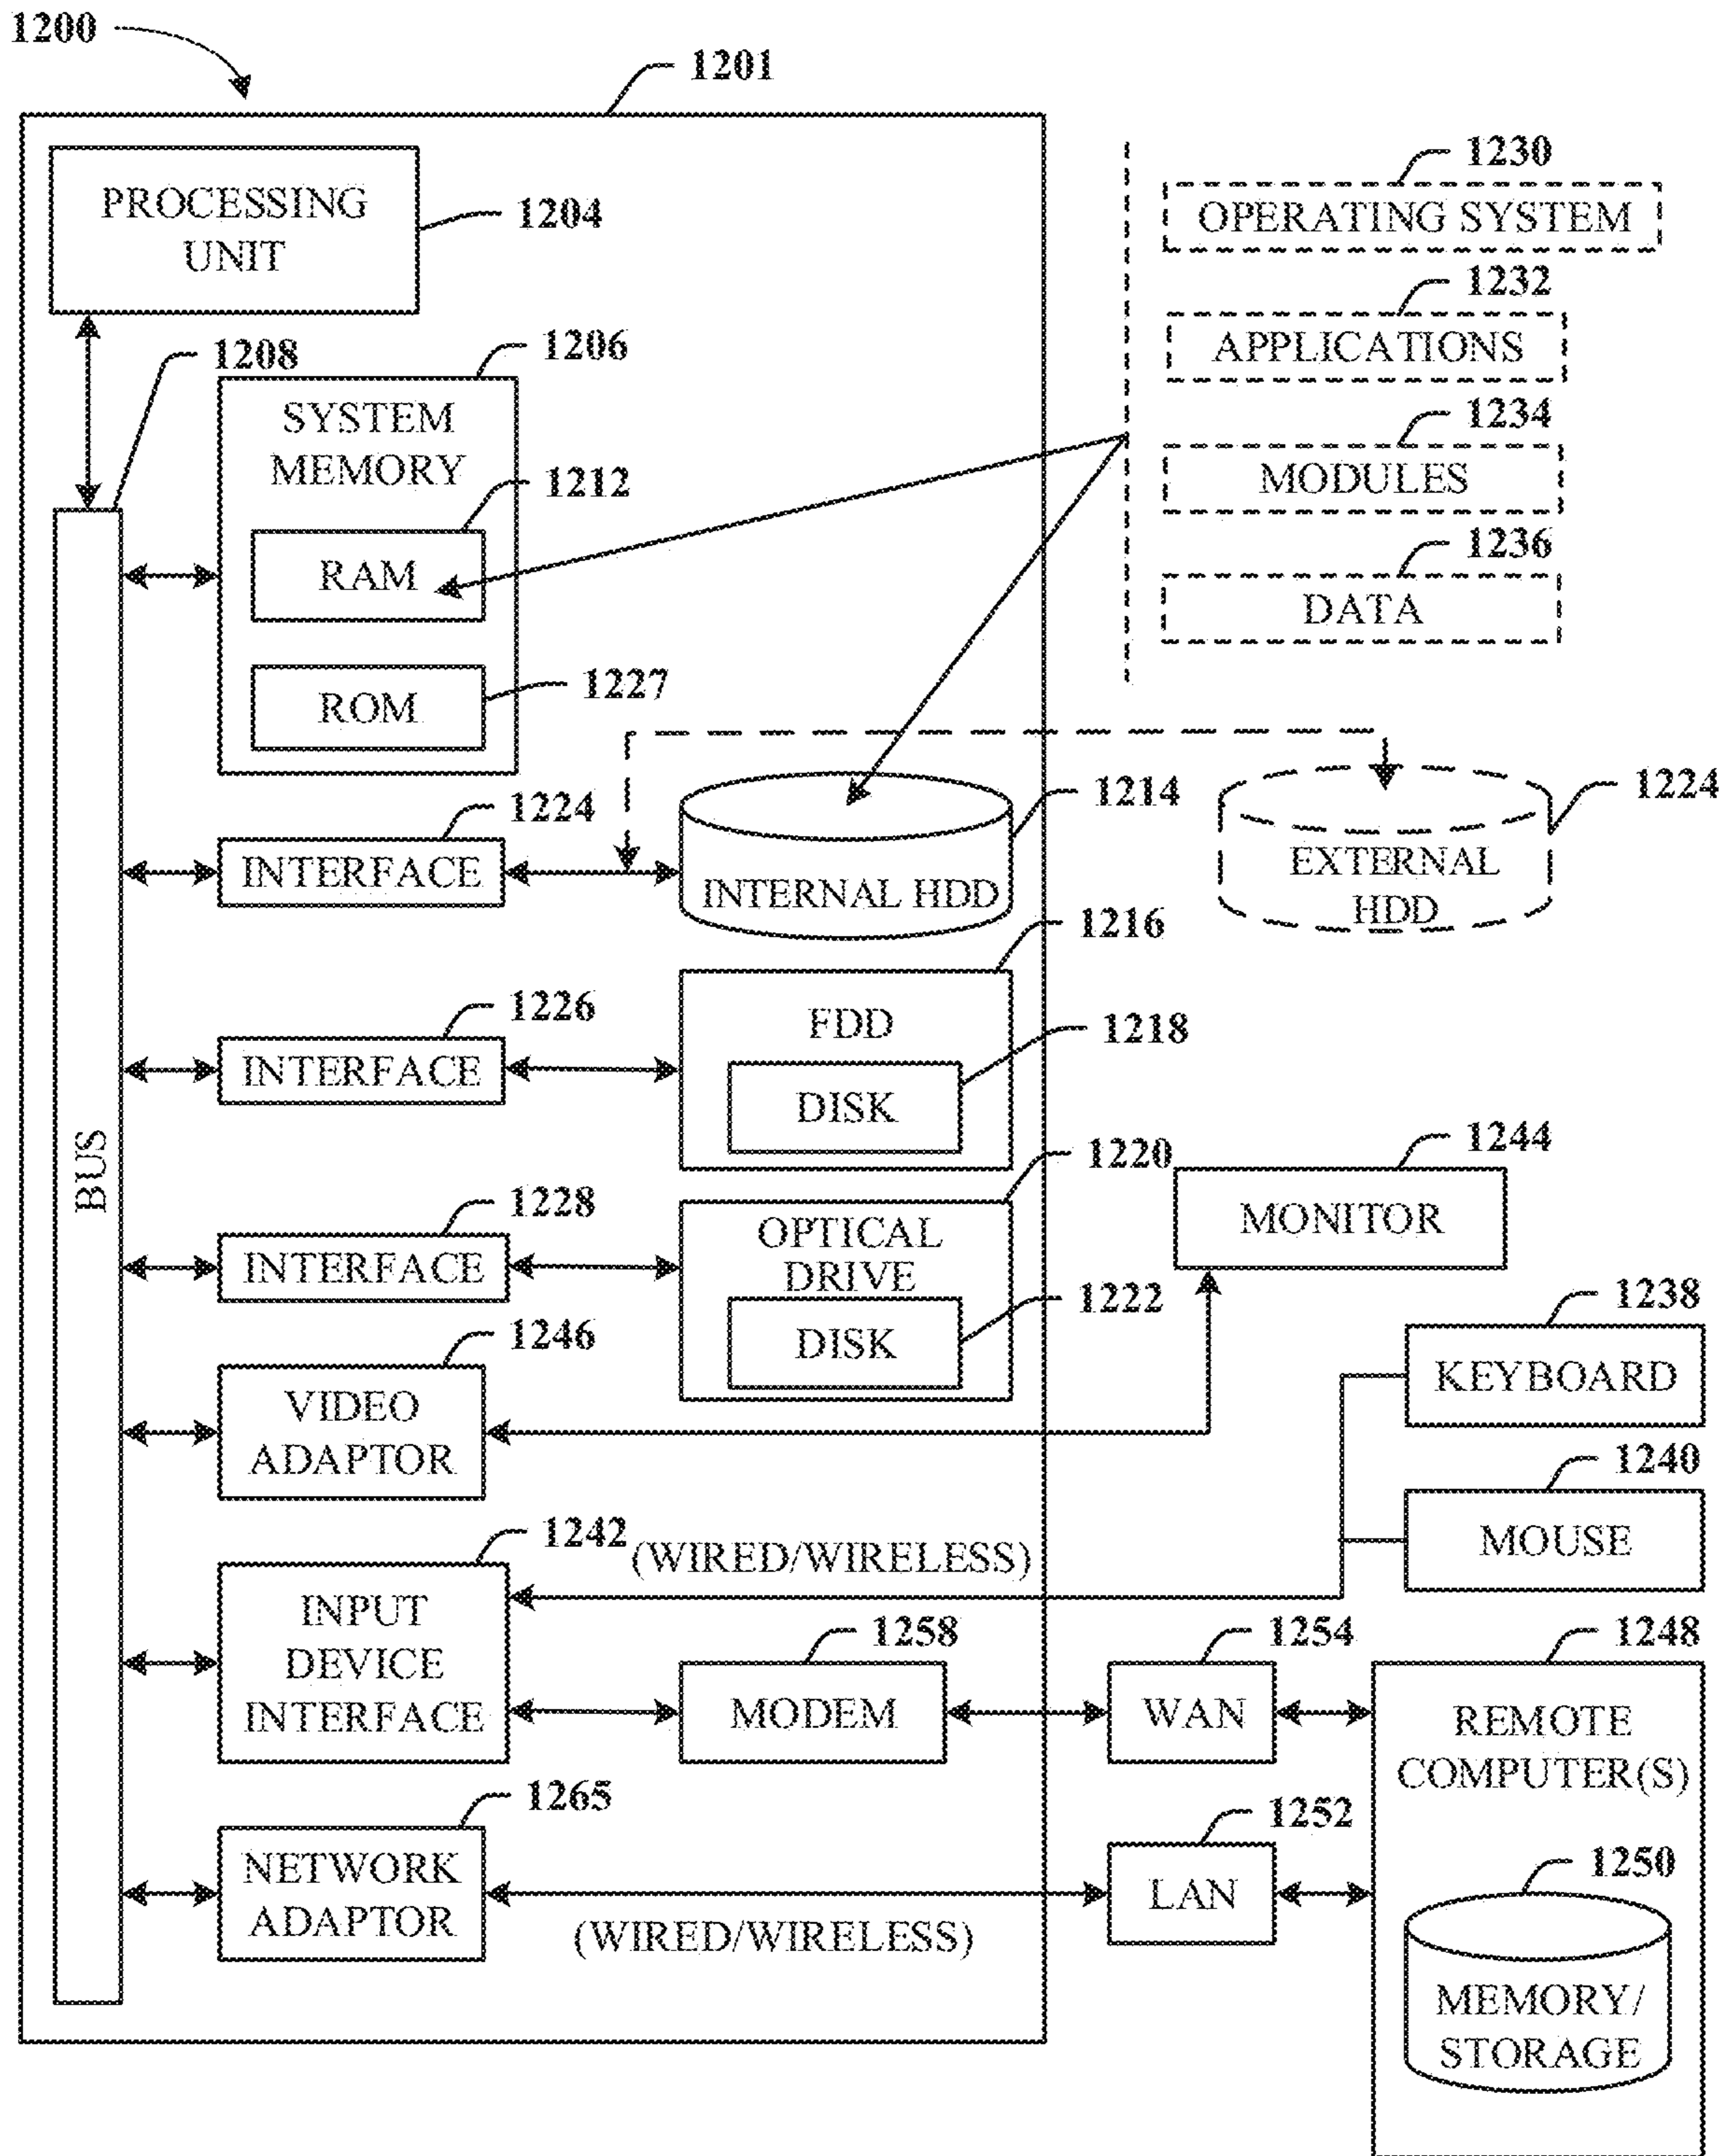 1200
1201
PROCESSING
UNIT
1204
1230
OPERATING SYSTEM
1232
APPLICATIONS
1234
MODULES
1236
DATA
1208
1206
SYSTEM
MEMORY
1212
RAM
1227
ROM
1224
INTERFACE
1214
INTERNAL HDD
1224
EXTERNAL
HDD
1226
INTERFACE
1216
FDD
1218
DISK
BUS
1228
INTERFACE
1220
OPTICAL
DRIVE
1222
DISK
1244
MONITOR
1246
VIDEO
ADAPTOR
1238
KEYBOARD
1240
MOUSE
1242
(WIRED/WIRELESS)
INPUT
DEVICE
INTERFACE
1258
MODEM
1254
WAN
1248
REMOTE
COMPUTER(S)
1265
NETWORK
ADAPTOR
(WIRED/WIRELESS)
1252
LAN
1250
MEMORY/
STORAGE